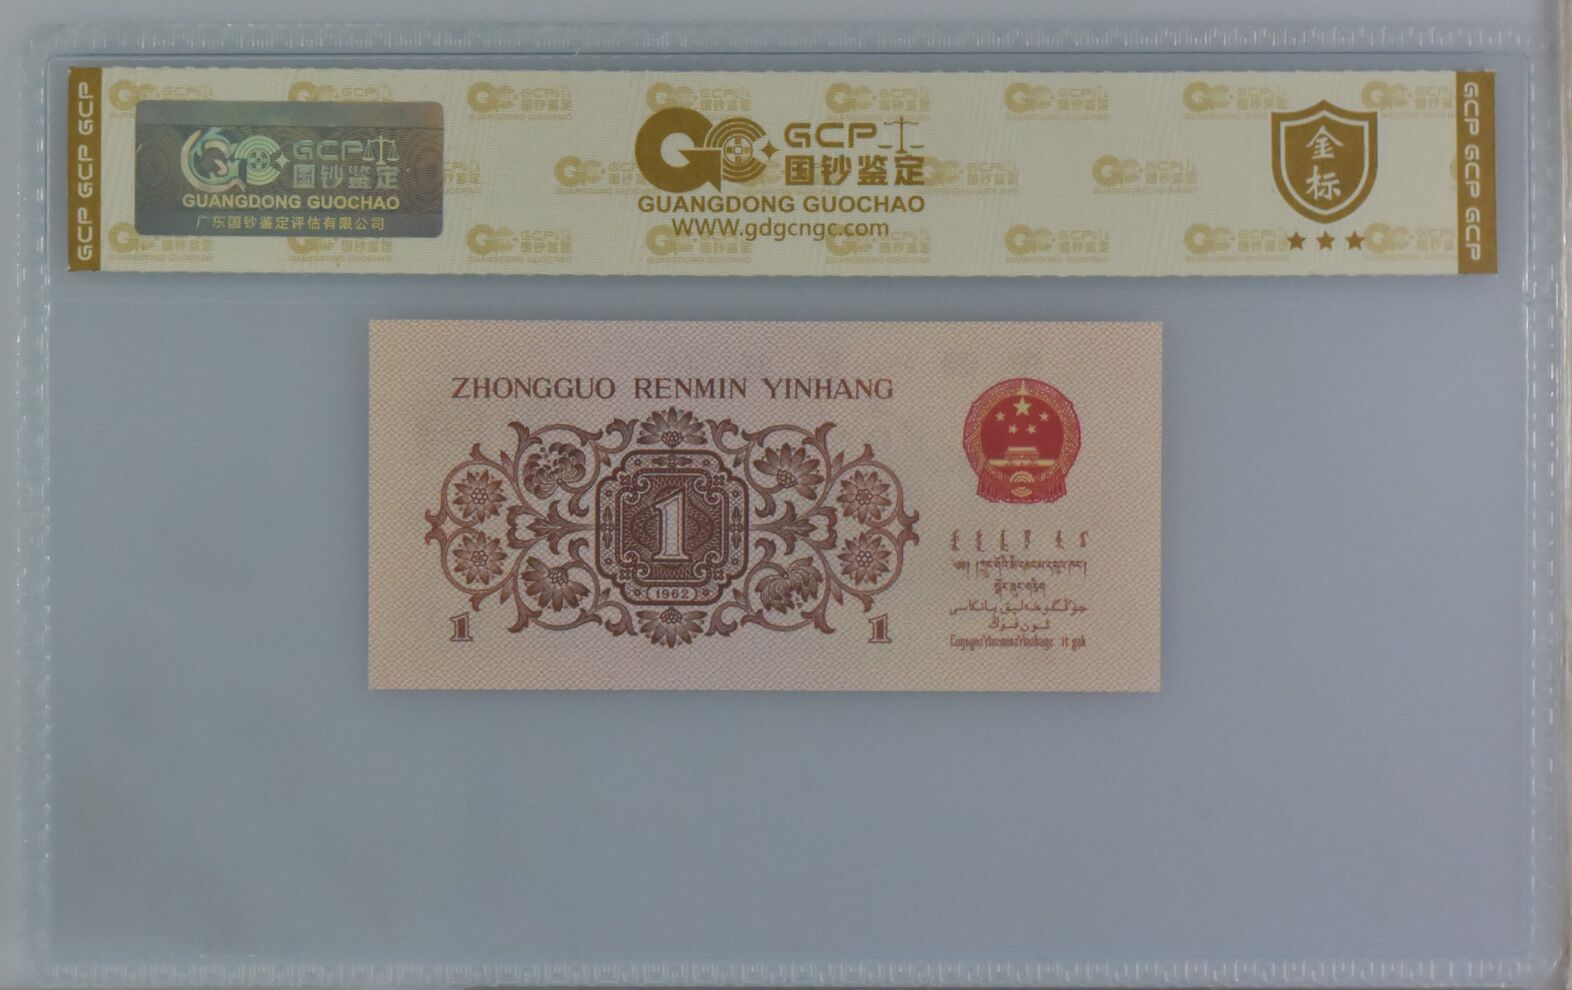 GCP GCP GCP
GCP
国钞鉴定
GUANGDONG GUOCHAO
广东国钞鉴定评估有限公司
GCP
国钞鉴定
GUANGDONG GUOCHAO
WWW.gdgcngc.com
金标
GCP GCP GCP
ZHONGGUO RENMIN YINHANG
1
1962
1
1